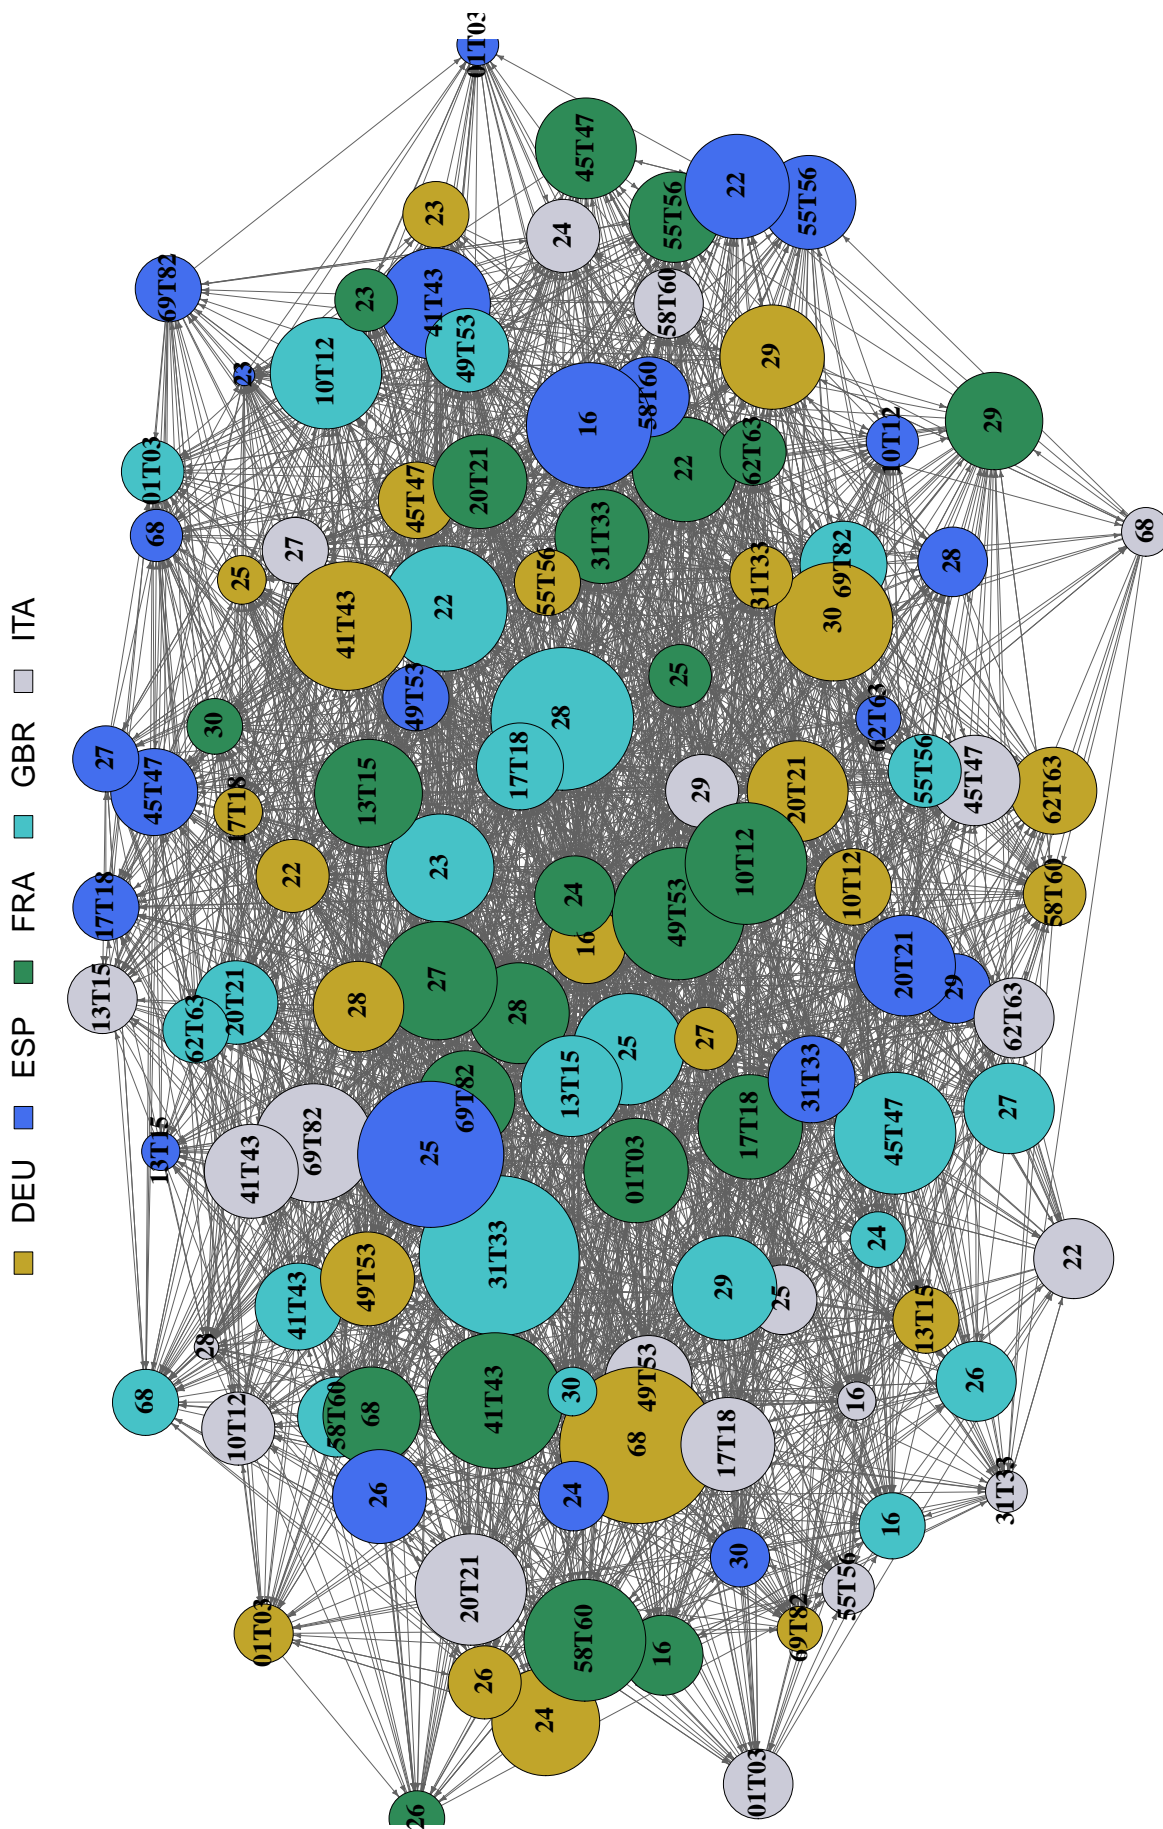 DEU ESP FRA GBR ITA
13T15
17T18
27
68
01T03
45T47
68
13T15
69T82
62T63
28
30
20T21
10T12
17T18
25
23
41T43
01T03
22
27
41T43
69T82
10T12
58T60
41T43
28
23
49T53
13T15
68
26
26
49T53
45T47
25
41T43
23
27
23
22
69T82
49T53
20T21
20T21
01T03
26
41T43
31T33
28
17T18
24
55T56
28
24
13T15
24
30
24
58T60
16
16
45T47
31T33
25
68
01T03
49T53
58T60
16
58T60
55T56
49T53
25
22
29
27
29
17T18
30
22
10T12
17T18
62T63
01T03
31T33
29
25
20T21
69T82
55T56
31T33
30
69T82
55T56
10T12
16
24
62T63
16
10T12
45T47
20T21
13T15
55T56
29
28
26
45T47
29
31T33
27
62T63
58T60
62T63
22
68